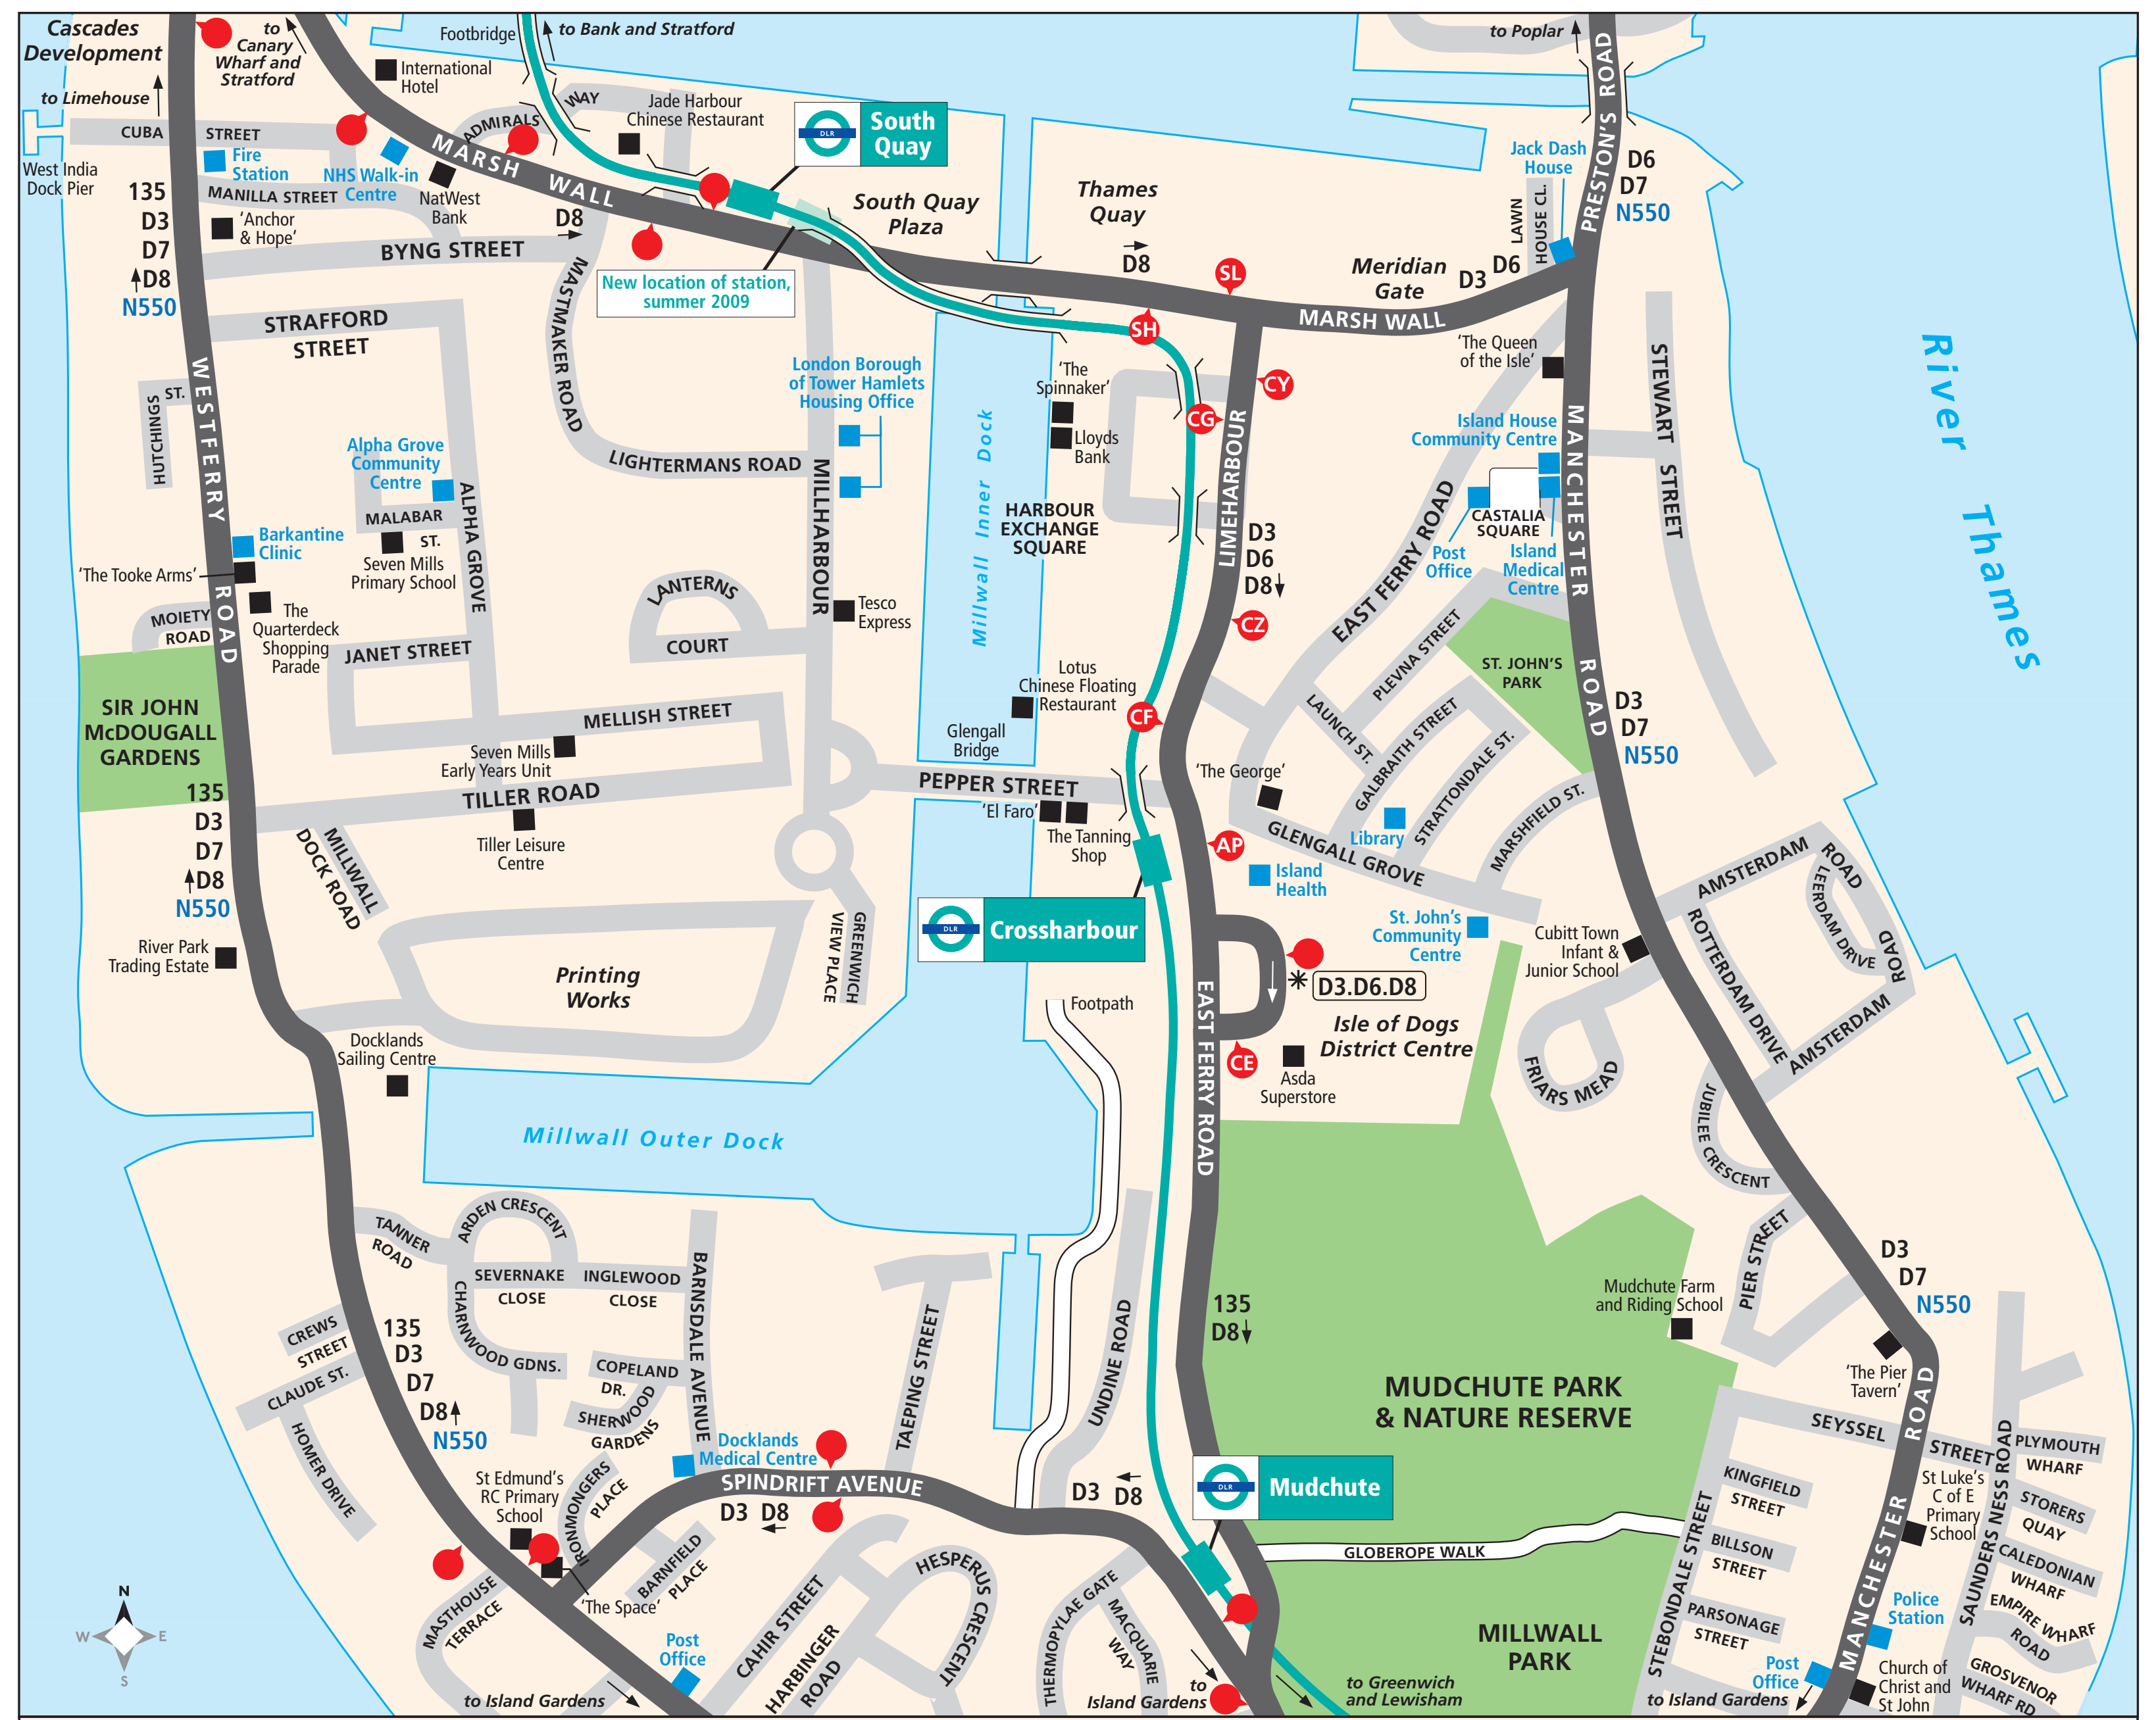 Cascades
Development
to
Canary
Wharf and
Stratford
Footbridge
to Bank and Stratford
to Poplar
to Limehouse
International
Hotel
ADMIRALS
WAY
Jade Harbour
Chinese Restaurant
DLR
South
Quay
PRESTON'S ROAD
CUBA
STREET
West India
Dock Pier
Fire
Station
NHS Walk-in
Centre
NatWest
Bank
MARSH WALL
Jack Dash
House
D6
D7
N550
135
D3
D7
D8
N550
MANILLA STREET
'Anchor
& Hope'
BYNG STREET
D8
South Quay
Plaza
Thames
Quay
D8
SL
LAWN
HOUSE CL.
Meridian
Gate
D3
D6
New location of station,
summer 2009
MASTMAKER ROAD
STRAFFORD
STREET
SH
MARSH WALL
'The Queen
of the Isle'
WESTFERRY
ROAD
HUTCHINGS
ST.
London Borough
of Tower Hamlets
Housing Office
'The
Spinnaker'
CY
CG
Lloyds
Bank
STEWART
STREET
River Thames
Alpha Grove
Community
Centre
LIGHTERMANS ROAD
MILLHARBOUR
Millwall Inner Dock
LIMEHARBOUR
Island House
Community Centre
MANCHESTER
ROAD
MALABAR
ST.
Seven Mills
Primary School
ALPHA GROVE
HARBOUR
EXCHANGE
SQUARE
CASTALIA
SQUARE
Post
Office
Island
Medical
Centre
Barkantine
Clinic
'The Tooke Arms'
The
Quarterdeck
Shopping
Parade
MOIETY
ROAD
D3
D6
D8
EAST FERRY ROAD
CZ
LANTERNS
COURT
Tesco
Express
JANET STREET
PLEVNA STREET
ST. JOHN'S
PARK
SIR JOHN
McDOUGALL
GARDENS
MELLISH STREET
Seven Mills
Early Years Unit
Lotus
Chinese Floating
Restaurant
Glengall
Bridge
CF
LAUNCH ST.
GALBRAITH STREET
STRATTONDALE ST.
D3
D7
N550
135
D3
D7
D8
N550
TILLER ROAD
Tiller Leisure
Centre
PEPPER STREET
'El Faro'
The Tanning
Shop
'The George'
Library
MARSHFIELD ST.
GLENGALL GROVE
MILLWALL
DOCK ROAD
AP
Island
Health
AMSTERDAM
ROAD
LEERDAM DRIVE
ROAD
ROTTERDAM DRIVE
AMSTERDAM
River Park
Trading Estate
GREENWICH
VIEW PLACE
DLR
Crossharbour
St. John's
Community
Centre
Cubitt Town
Infant &
Junior School
Printing
Works
Footpath
EAST FERRY ROAD
D3.D6.D8
Isle of Dogs
District Centre
CE
Asda
Superstore
Docklands
Sailing Centre
FRIARS MEAD
JUBILEE CRESCENT
Millwall Outer Dock
TANNER
ROAD
ARDEN CRESCENT
SEVERNAKE
CLOSE
INGLEWOOD
CLOSE
BARNSDALE AVENUE
CHARNWOOD GDNS.
PIER STREET
D3
D7
N550
Mudchute Farm
and Riding School
CREWS
STREET
CLAUDE ST.
HOMER DRIVE
135
D3
D7
D8
N550
COPELAND
DR.
SHERWOOD
GARDENS
TAEPING STREET
UNDINE ROAD
135
D8
'The Pier
Tavern'
MUDCHUTE PARK
& NATURE RESERVE
SEYSSEL
STREET
PLYMOUTH
WHARF
Docklands
Medical Centre
SPINDRIFT AVENUE
D3 D8
D3 D8
DLR
Mudchute
St Edmund's
RC Primary
School
IRONMONGERS
PLACE
BARNFIELD
PLACE
'The Space'
KINGFIELD
STREET
St Luke's
C of E
Primary
School
SAUNDERS NESS ROAD
STORERS
QUAY
GLOBEROPE WALK
STEBONDALE STREET
BILLSON
STREET
CALEDONIAN
WHARF
N
W
E
S
MASTHOUSE
TERRACE
Post
Office
to Island Gardens
CAHIR STREET
HARBINGER
ROAD
HESPERUS CRESCENT
THERMOPYLAE GATE
MACQUARIE
WAY
to
Island Gardens
to Greenwich
and Lewisham
MILLWALL
PARK
PARSONAGE
STREET
MANCHESTER
ROAD
Police
Station
EMPIRE WHARF
ROAD
Post
Office
Church of
Christ and
St John
GROSVENOR
WHARF RD
to Island Gardens